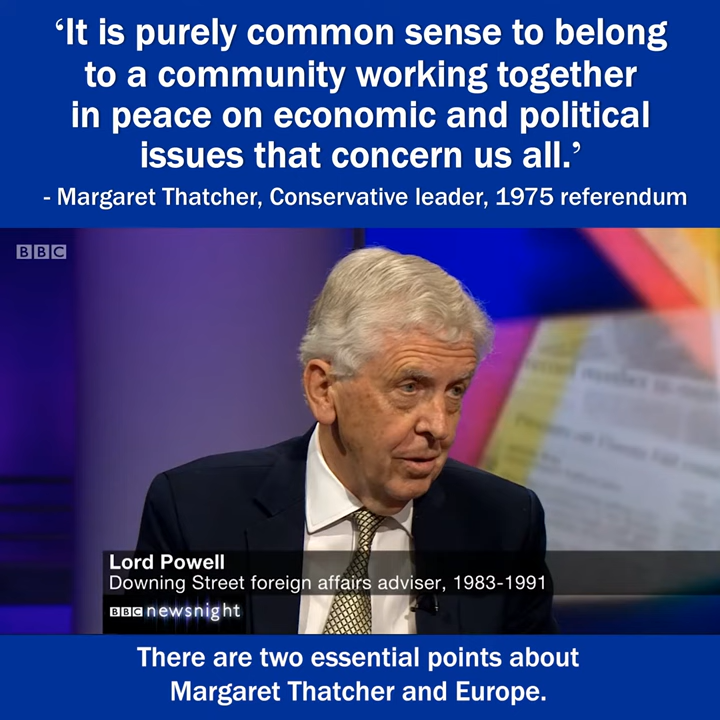 ‘It is purely common sense to belong
to a community working together
in peace on economic and political
issues that concern us all.’
- Margaret Thatcher, Conservative leader, 1975 referendum
BBC
Lord Powell
Downing Street foreign affairs adviser, 1983-1991
BBC newsnight
There are two essential points about
Margaret Thatcher and Europe.